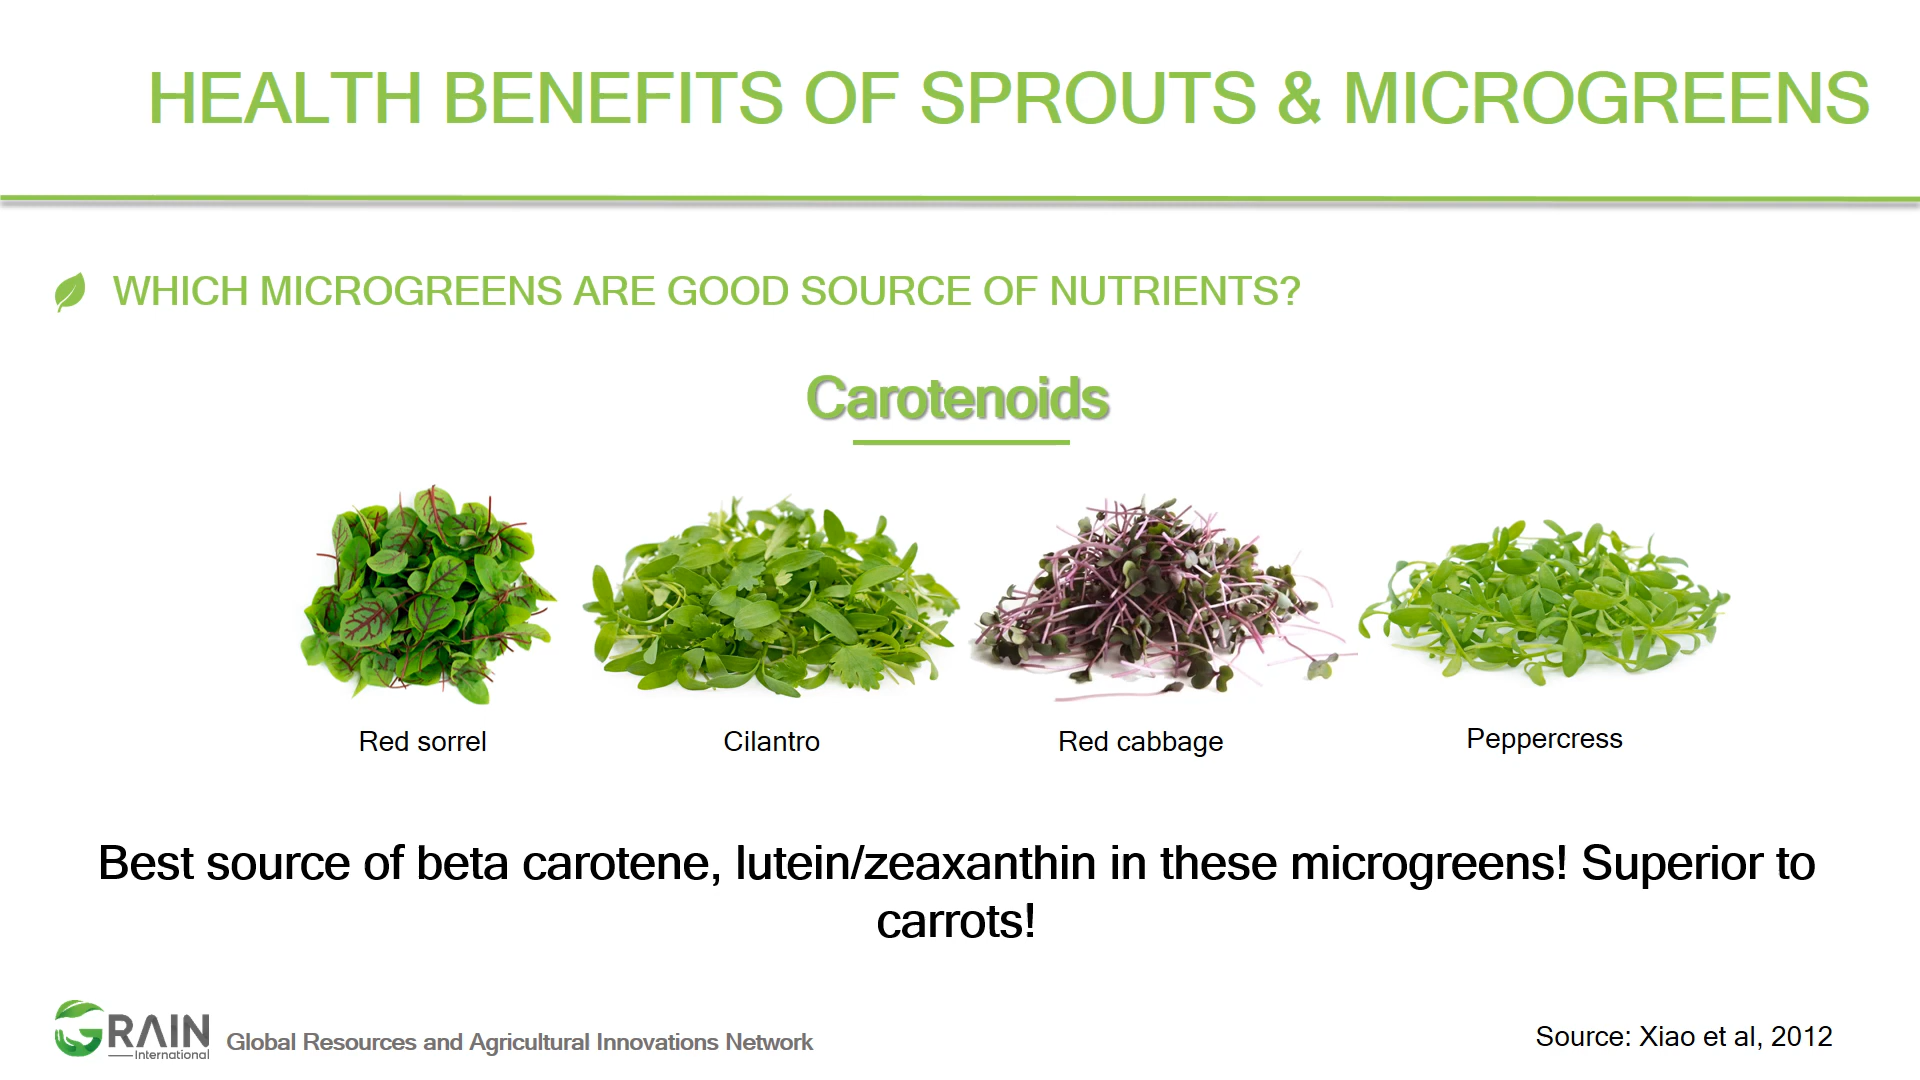 HEALTH BENEFITS OF SPROUTS & MICROGREENS
WHICH MICROGREENS ARE GOOD SOURCE OF NUTRIENTS?
Carotenoids
Red sorrel
Cilantro
Red cabbage
Peppercress
Best source of beta carotene, lutein/zeaxanthin in these microgreens! Superior to
carrots!
GRAIN
International
Global Resources and Agricultural Innovations Network
Source: Xiao et al, 2012